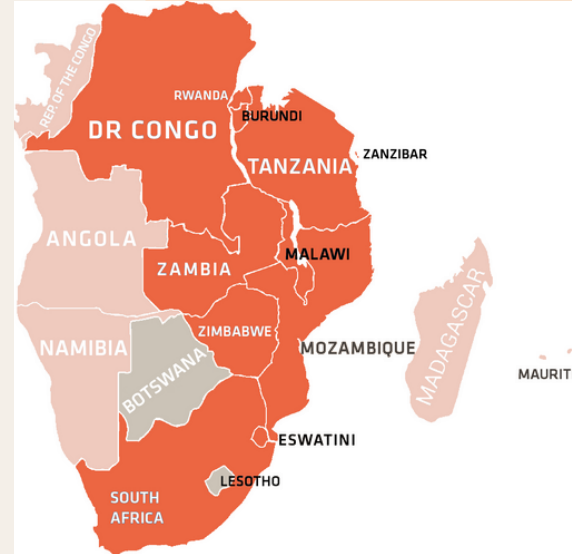 REP. OF THE CONGO
RWANDA
DR CONGO
BURUNDI
TANZANIA
ZANZIBAR
ANGOLA
MALAWI
ZAMBIA
ZIMBABWE
MOZAMBIQUE
MADAGASCAR
NAMIBIA
BOTSWANA
MAURIT
ESWATINI
LESOTHO
SOUTH
AFRICA